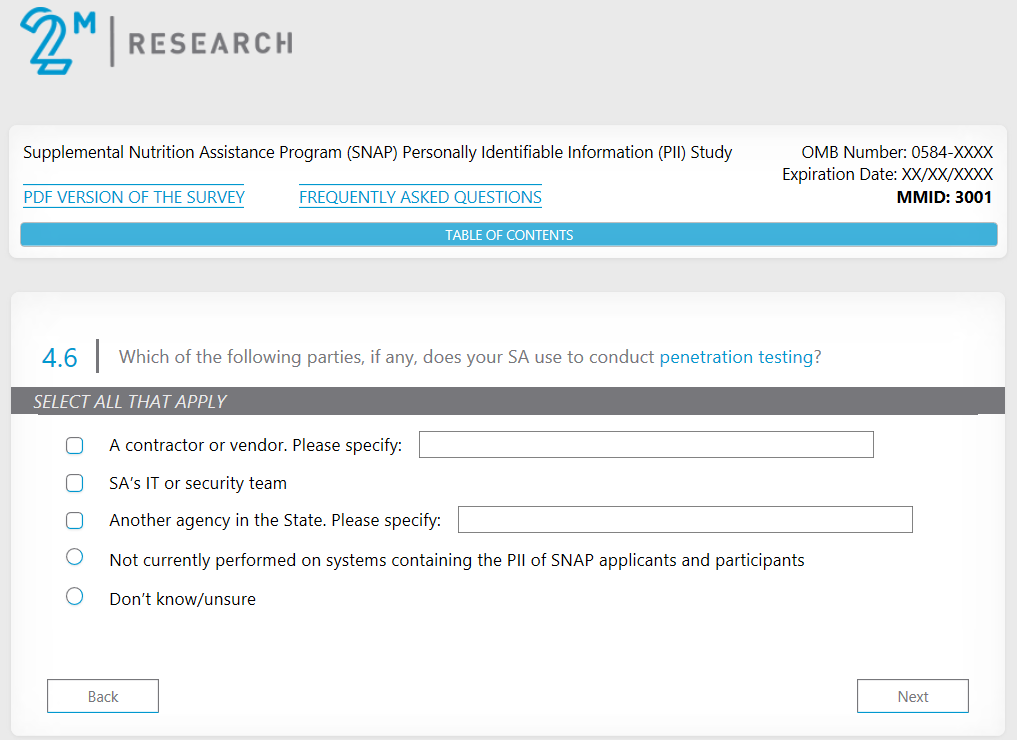 2M | RESEARCH
Supplemental Nutrition Assistance Program (SNAP) Personally Identifiable Information (PII) Study
OMB Number: 0584-XXXX
Expiration Date: XX/XX/XXXX
PDF VERSION OF THE SURVEY
FREQUENTLY ASKED QUESTIONS
MMID: 3001
TABLE OF CONTENTS
4.6 Which of the following parties, if any, does your SA use to conduct penetration testing?
SELECT ALL THAT APPLY
A contractor or vendor. Please specify:
SA's IT or security team
Another agency in the State. Please specify:
Not currently performed on systems containing the PII of SNAP applicants and participants
Don't know/unsure
Back
Next